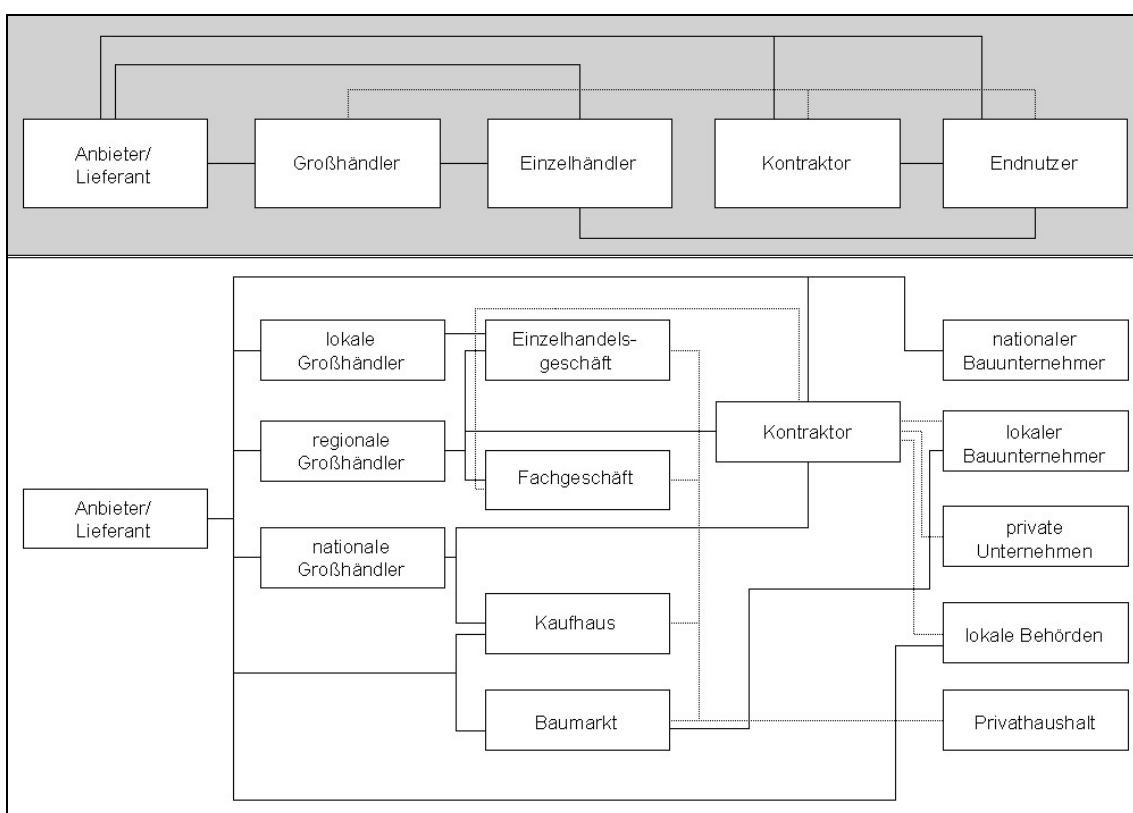 Anbieter/
Lieferant
Großhändler
Einzelhändler
Kontraktor
Endnutzer
lokale
Großhändler
Einzelhandels-
geschäft
nationaler
Bauunternehmer
Kontraktor
lokaler
Bauunternehmer
regionale
Großhändler
Fachgeschäft
Anbieter/
Lieferant
private
Unternehmen
nationale
Großhändler
Kaufhaus
lokale Behörden
Baumarkt
Privathaushalt